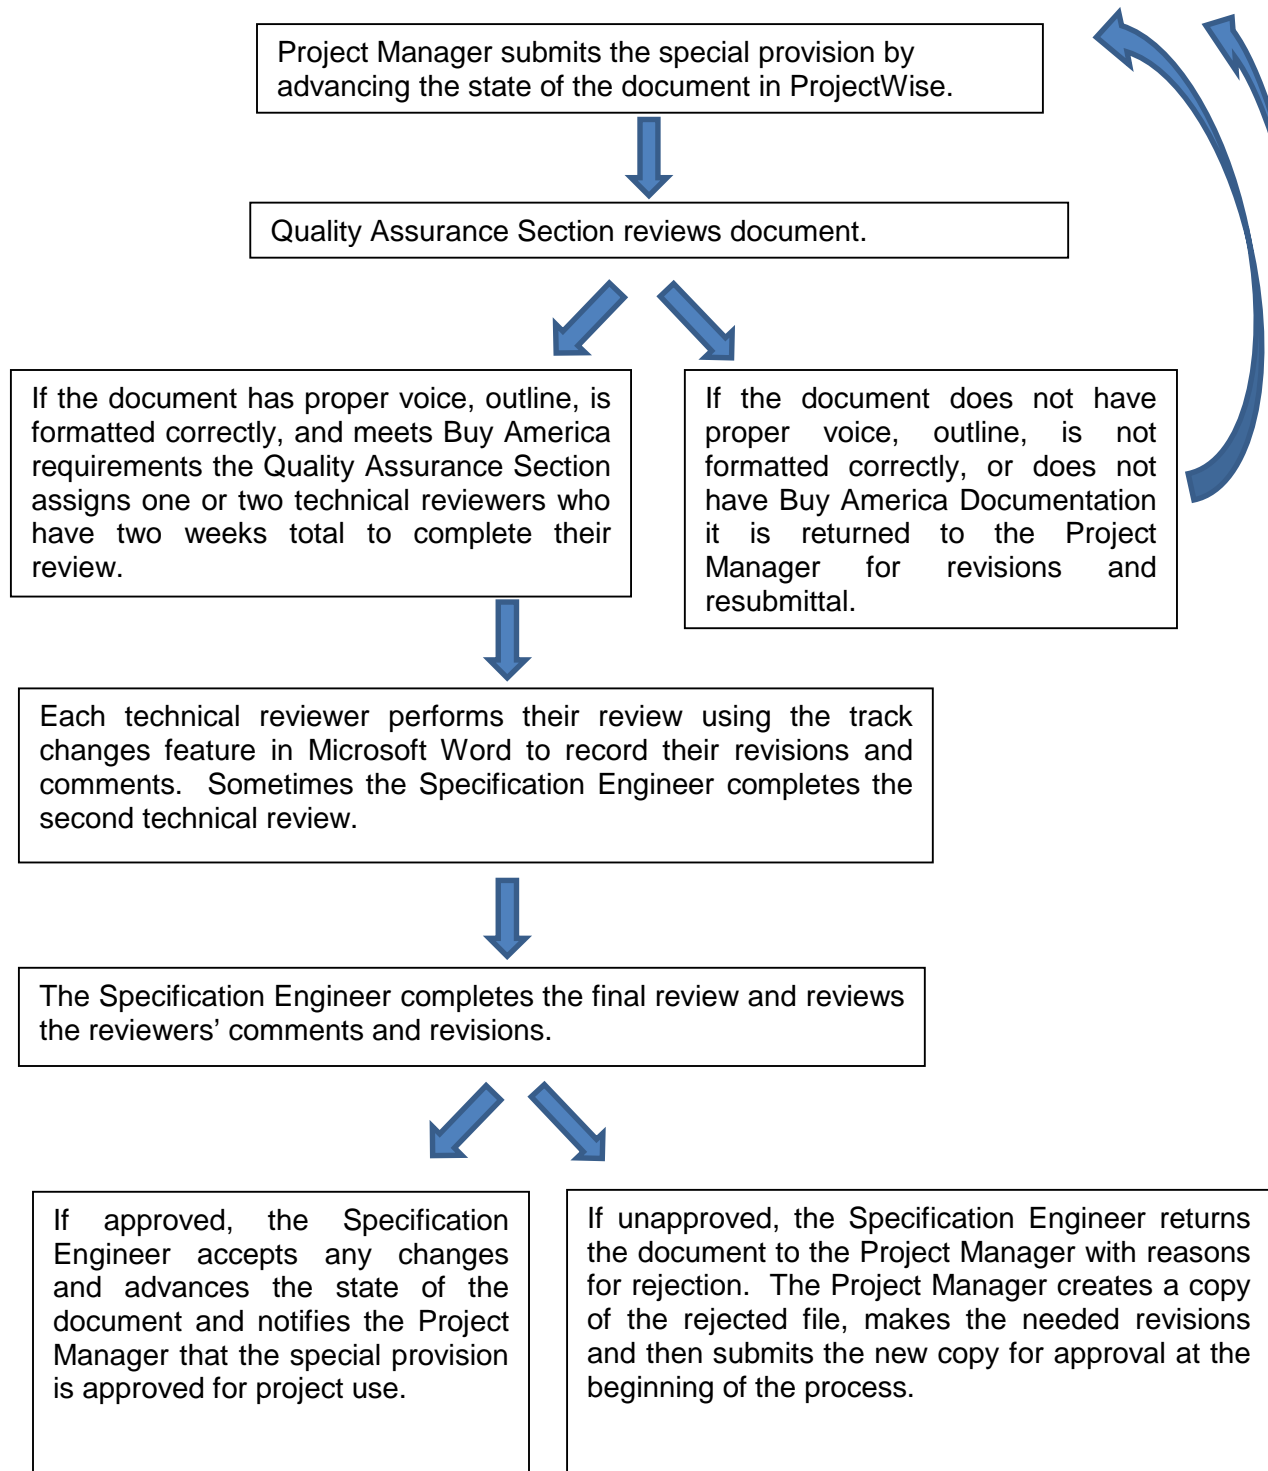 Project Manager submits the special provision by
advancing the state of the document in ProjectWise.
Quality Assurance Section reviews document.
If the document has proper voice, outline, is
formatted correctly, and meets Buy America
requirements the Quality Assurance Section
assigns one or two technical reviewers who
have two weeks total to complete their
review.
If the document does not have
proper voice, outline, is not
formatted correctly, or does not
have Buy America Documentation
it is returned to the Project
Manager for revisions and
resubmittal.
Each technical reviewer performs their review using the track
changes feature in Microsoft Word to record their revisions and
comments.  Sometimes the Specification Engineer completes the
second technical review.
The Specification Engineer completes the final review and reviews
the reviewers’ comments and revisions.
If approved, the Specification
Engineer accepts any changes
and advances the state of the
document and notifies the Project
Manager that the special provision
is approved for project use.
If unapproved, the Specification Engineer returns
the document to the Project Manager with reasons
for rejection.  The Project Manager creates a copy
of the rejected file, makes the needed revisions
and then submits the new copy for approval at the
beginning of the process.